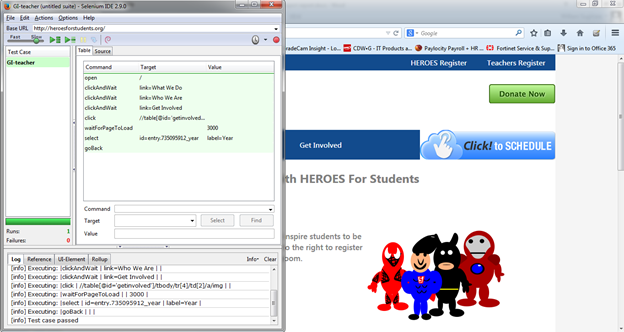 GI-teacher (untitled suite) - Selenium IDE 2.9.0
File Edit Actions Options Help
Base URL http://heroesforstudents.org/
Fast Slow
Test Case
GI-teacher
Table Source
Command Target Value
open /
clickAndWait link=What We Do
clickAndWait link=Who We Are
clickAndWait link=Get Involved
click //table[@id='getinvolved...
waitForPageToLoad 3000
select id=entry.735095912_year label=Year
goBack
Command
Target Select Find
Value
Runs: 1
Failures: 0
Log Reference UI-Element Rollup Info Clear
[info] Executing: |clickAndWait | link=Who We Are | |
[info] Executing: |clickAndWait | link=Get Involved | |
[info] Executing: |click | //table[@id='getinvolved']/tbody/tr[4]/td[2]/a/img | |
[info] Executing: |waitForPageToLoad | | 3000 |
[info] Executing: |select | id=entry.735095912_year | label=Year |
[info] Executing: |goBack | | |
[info] Test case passed
Google
radeCam Insight - Lo... CDW•G - IT Products a... Paylocity Payroll + HR ... Fortinet Service & Sup... Sign in to Office 365
HEROES Register Teachers Register
Donate Now
Get Involved
Click! to SCHEDULE
th HEROES For Students
nspire students to be
o the right to register
oom.